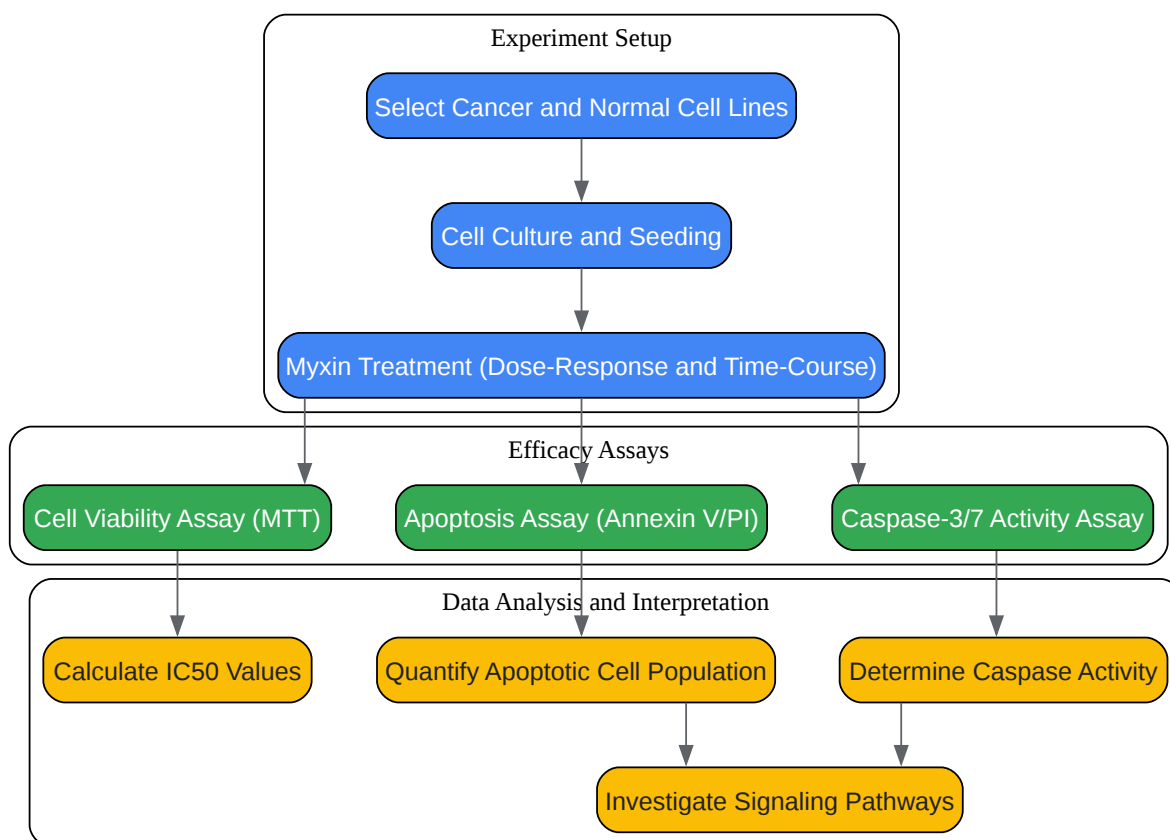 Experiment Setup
Select Cancer and Normal Cell Lines
Cell Culture and Seeding
Myxin Treatment (Dose-Response and Time-Course)
Efficacy Assays
Cell Viability Assay (MTT)
Apoptosis Assay (Annexin V/PI)
Caspase-3/7 Activity Assay
Data Analysis and Interpretation
Calculate IC50 Values
Quantify Apoptotic Cell Population
Determine Caspase Activity
Investigate Signaling Pathways